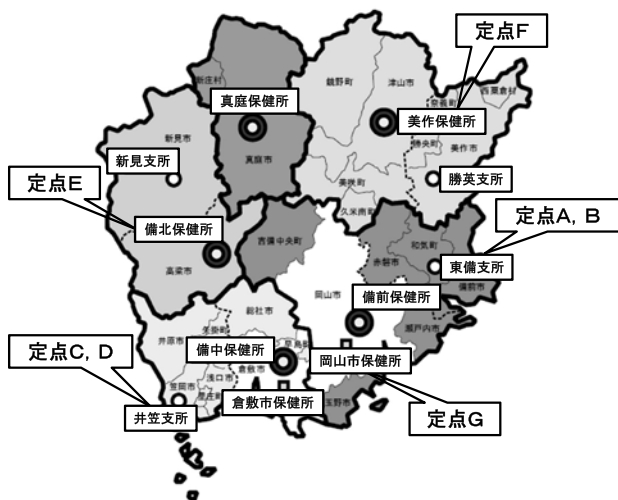 定点F
新庄村
鏡野町
津山市
奈義町
西粟倉村
真庭保健所
美作保健所
新見市
勝央町
美作市
新見支所
真庭市
勝英支所
美咲町
定点E
久米南町
定点A, B
備北保健所
吉備中央町
和気町
赤磐市
東備支所
高梁市
岡山市
備前市
備前保健所
総社市
瀬戸内市
矢掛町
井原市
備中保健所
早島町
岡山市保健所
定点C, D
倉敷市
浅口市
笠岡市
里庄町
倉敷市保健所
玉野市
井笠支所
定点G